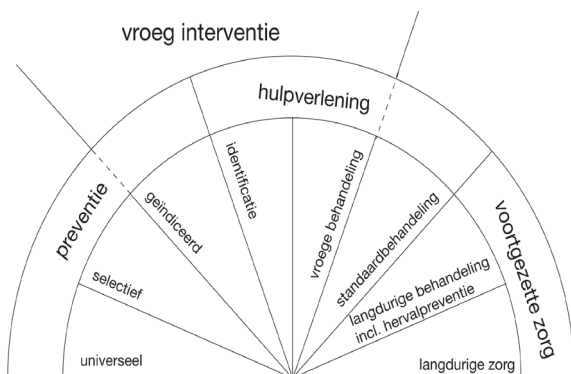 vroeg interventie
hulpverlening
preventie
voortgezette zorg
universeel
selectief
geïndiceerd
identificatie
vroege behandeling
standaardbehandeling
langdurige behandeling
incl. hervalpreventie
langdurige zorg